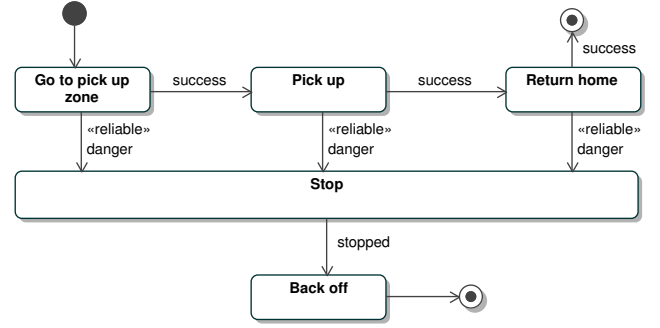 Go to pick up
zone
success
Pick up
success
Return home
success
«reliable»
danger
«reliable»
danger
«reliable»
danger
Stop
stopped
Back off